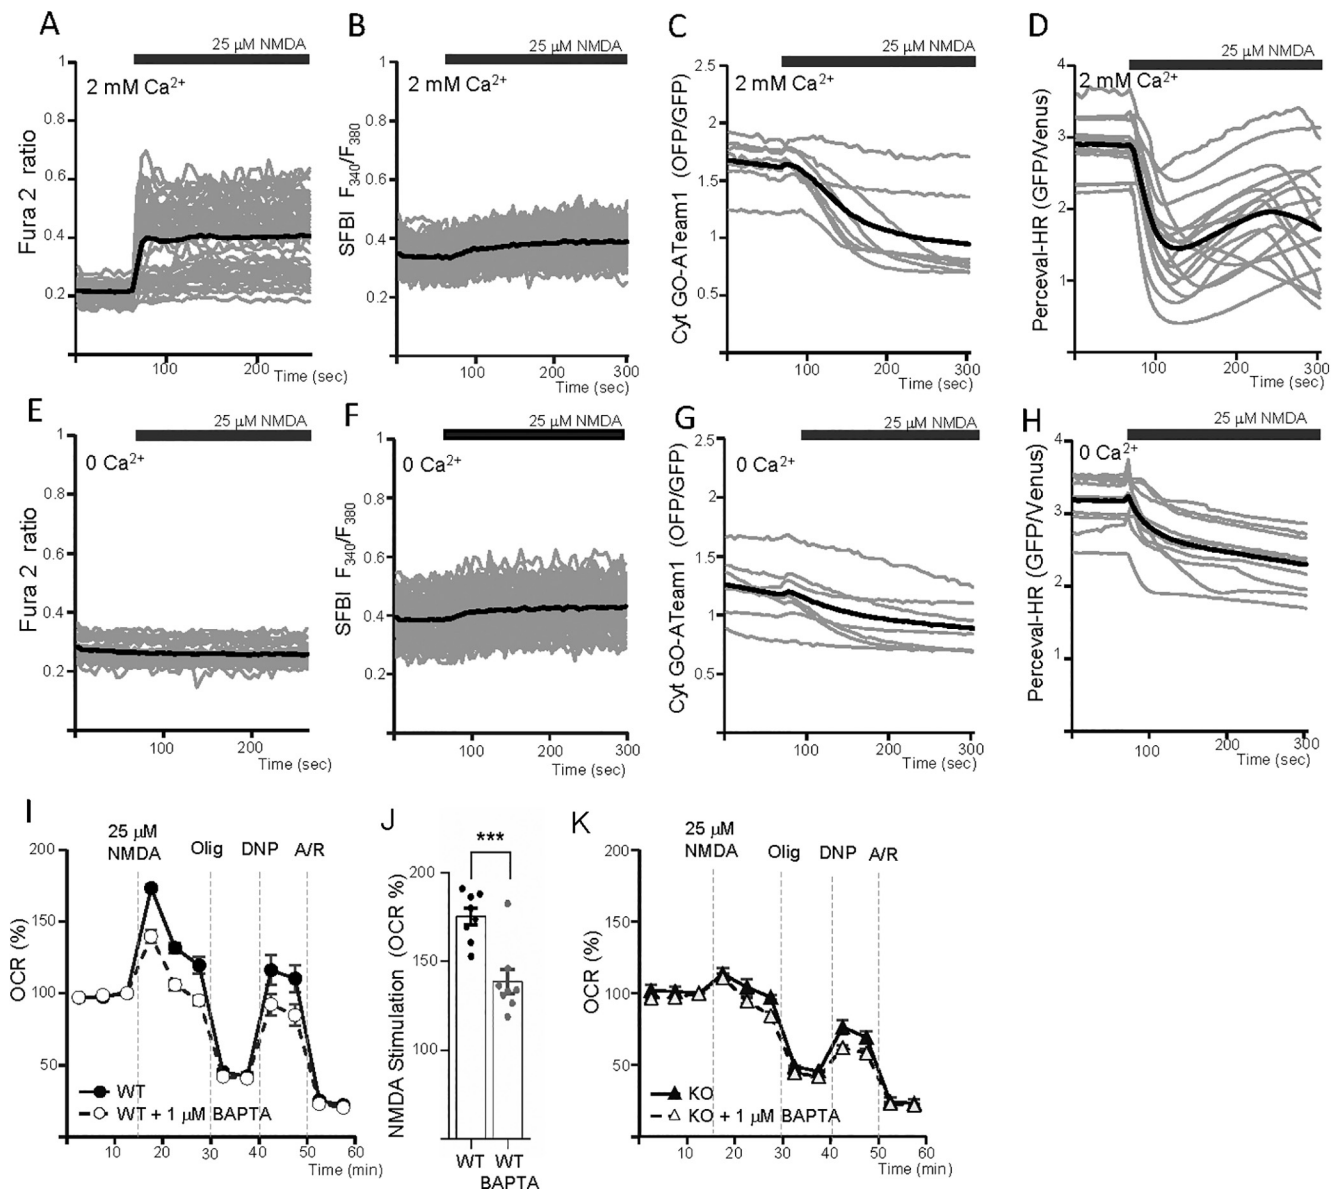 A
25 µM NMDA
2 mM Ca²⁺
Fura 2 ratio
1
0.8
0.6
0.4
0.2
100
200
Time (sec)
B
25 µM NMDA
2 mM Ca²⁺
SFBI F₃₄₀/F₃₈₀
1
0.8
0.6
0.4
0.2
100
200
300
Time (sec)
C
25 µM NMDA
2 mM Ca²⁺
Cyt GO-ATeam1 (OFP/GFP)
2.5
2
1.5
1
0.5
100
200
300
Time (sec)
D
25 µM NMDA
2 mM Ca²⁺
Perceval-HR (GFP/Venus)
4
3
2
1
100
200
300
Time (sec)
E
25 µM NMDA
0 Ca²⁺
Fura 2 ratio
1
0.8
0.6
0.4
0.2
100
200
Time (sec)
F
25 µM NMDA
0 Ca²⁺
SFBI F₃₄₀/F₃₈₀
1
0.8
0.6
0.4
0.2
100
200
300
Time (sec)
G
25 µM NMDA
0 Ca²⁺
Cyt GO-ATeam1 (OFP/GFP)
2.5
2
1.5
1
0.5
100
200
300
Time (sec)
H
25 µM NMDA
0 Ca²⁺
Perceval-HR (GFP/Venus)
4
3
2
1
100
200
300
Time (sec)
I
25 µM
NMDA
Olig
DNP
A/R
OCR (%)
200
150
100
50
WT
WT + 1 µM BAPTA
10
20
30
40
50
60
Time (min)
J
***
NMDA Stimulation (OCR %)
200
150
100
WT
WT
BAPTA
K
25 µM
NMDA
Olig
DNP
A/R
OCR (%)
200
150
100
50
KO
KO + 1 µM BAPTA
10
20
30
40
50
60
Time (min)